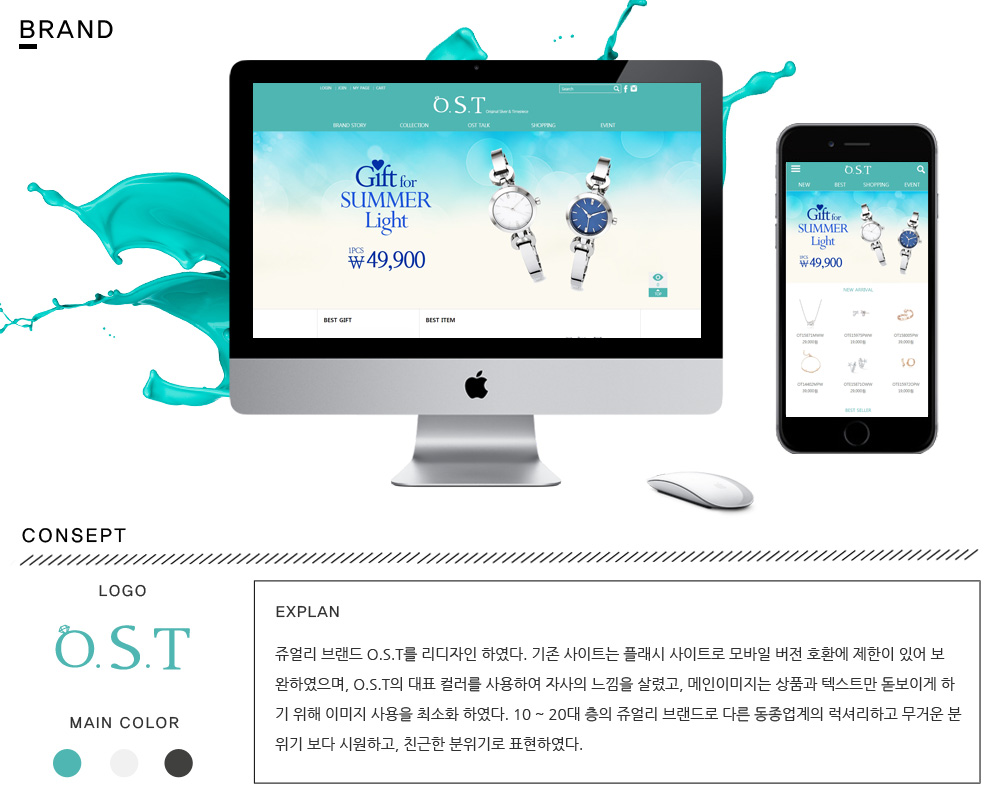 BRAND
LOGIN | JOIN | MY PAGE | CART
Search
O.S.T
BRAND STORY COLLECTION OST TALK SHOPPING EVENT
Gift for
SUMMER
Light
1PCS
₩49,900
TOP
BEST GIFT BEST ITEM
O.S.T
NEW BEST SHOPPING EVENT
Gift for
SUMMER
Light
1PCS
₩49,900
NEW ARRIVAL
BEST SELLER
CONSEPT
LOGO
O.S.T
MAIN COLOR
EXPLAN
쥬얼리 브랜드 O.S.T를 리디자인 하였다. 기존 사이트는 플래시 사이트로 모바일 버전 호환에 제한이 있어 보
완하였으며, O.S.T의 대표 컬러를 사용하여 자사의 느낌을 살렸고, 메인이미지는 상품과 텍스트만 돋보이게 하
기 위해 이미지 사용을 최소화 하였다. 10 ~ 20대 층의 쥬얼리 브랜드로 다른 동종업계의 럭셔리하고 무거운 분
위기 보다 시원하고, 친근한 분위기로 표현하였다.